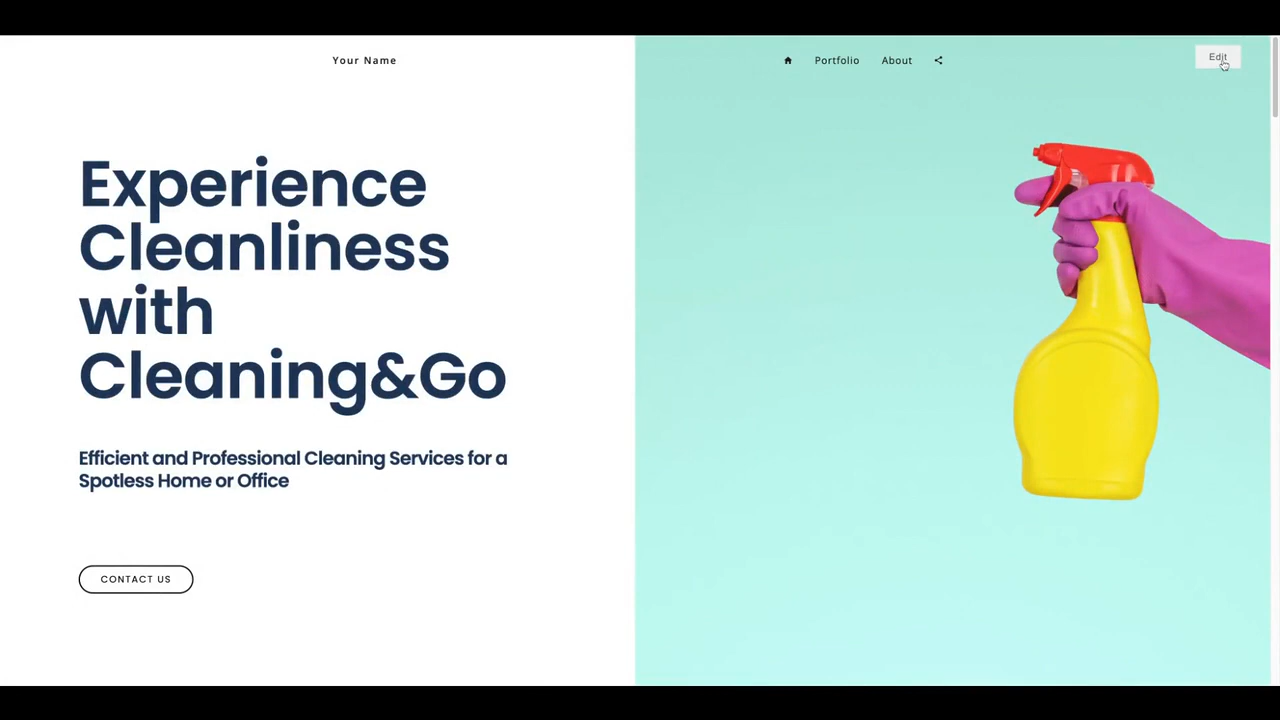 Your Name
Portfolio
About
Edit
Experience
Cleanliness
with
Cleaning&Go
Efficient and Professional Cleaning Services for a
Spotless Home or Office
CONTACT US